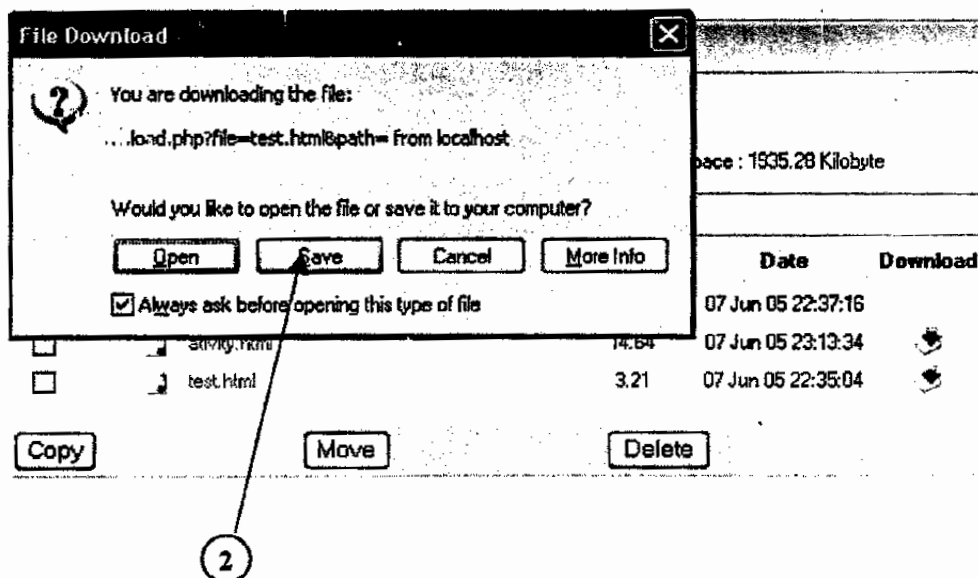 File Download
You are downloading the file:
....load.php?file=test.html&path= from localhost
pace : 1935.28 Kilobyte
Would you like to open the file or save it to your computer?
Open Save Cancel More Info
Date Download
Always ask before opening this type of file
07 Jun 05 22:37:16
14.64 07 Jun 05 23:13:34
test.html 3.21 07 Jun 05 22:35:04
Copy Move Delete
2